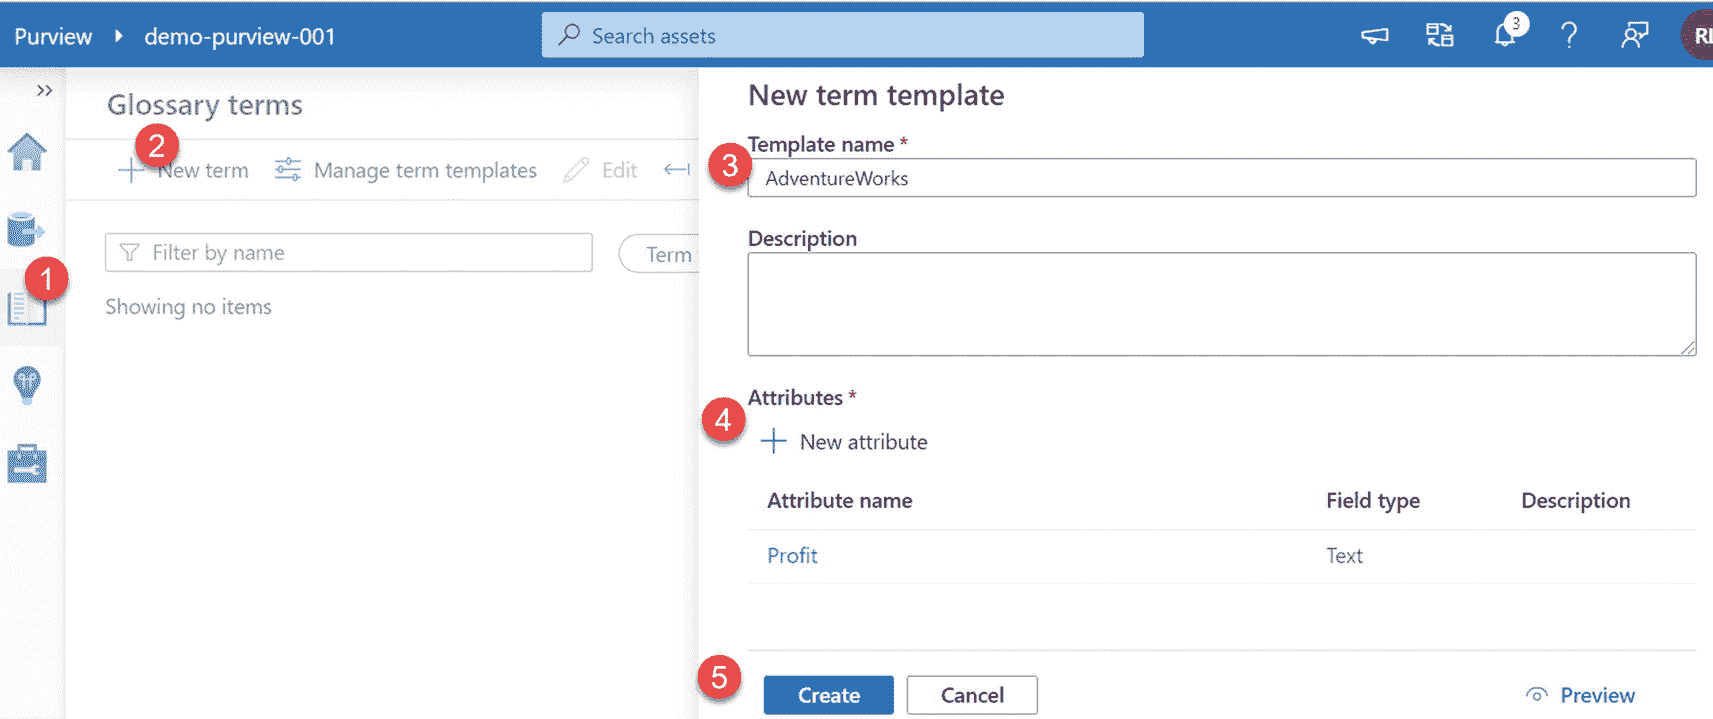 Purview demo-purview-001 Search assets 3
RI
Glossary terms
2
New term Manage term templates Edit
Filter by name Term
1
Showing no items
New term template
Template name *
3
AdventureWorks
Description
Attributes *
4
New attribute
Attribute name Field type Description
Profit Text
5
Create Cancel Preview